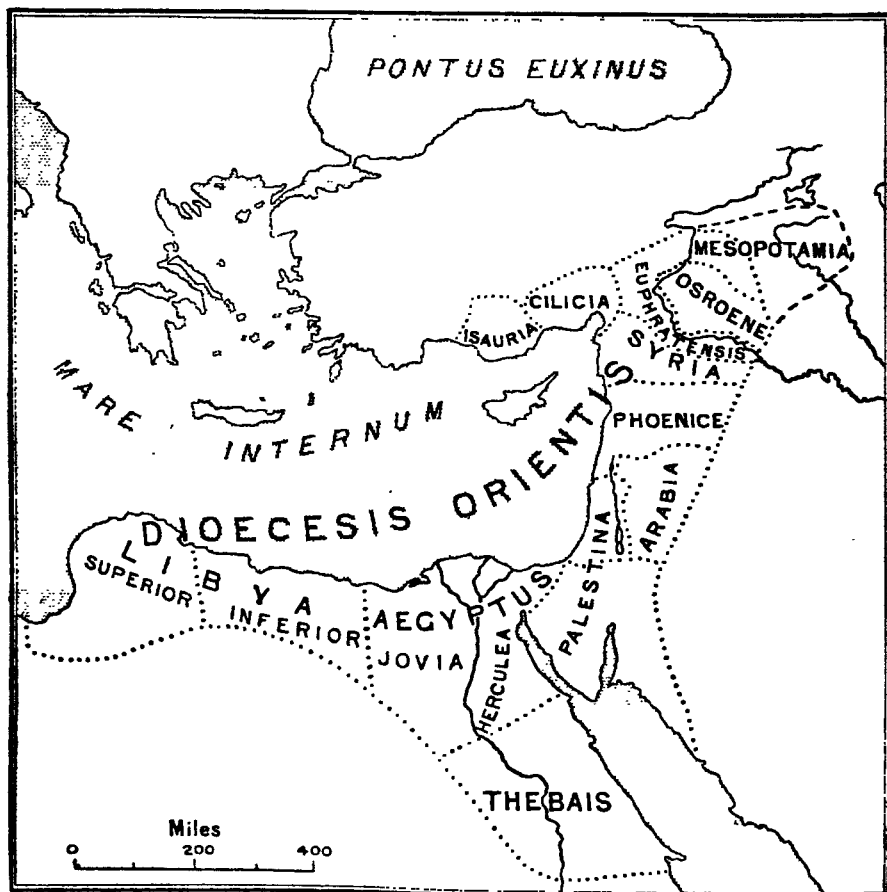 PONTUS EUXINUS
MESOPOTAMIA
OSROENE
EUPHRATENSIS
CILICIA
ISAURIA
SYRIA
PHOENICE
ARABIA
PALESTINA
MARE INTERNUM
DIOECESIS ORIENTIS
LIBYA
SUPERIOR
INFERIOR
AEGYPTUS
JOVIA
HERCULEA
THEBAIS
Miles
0 200 400